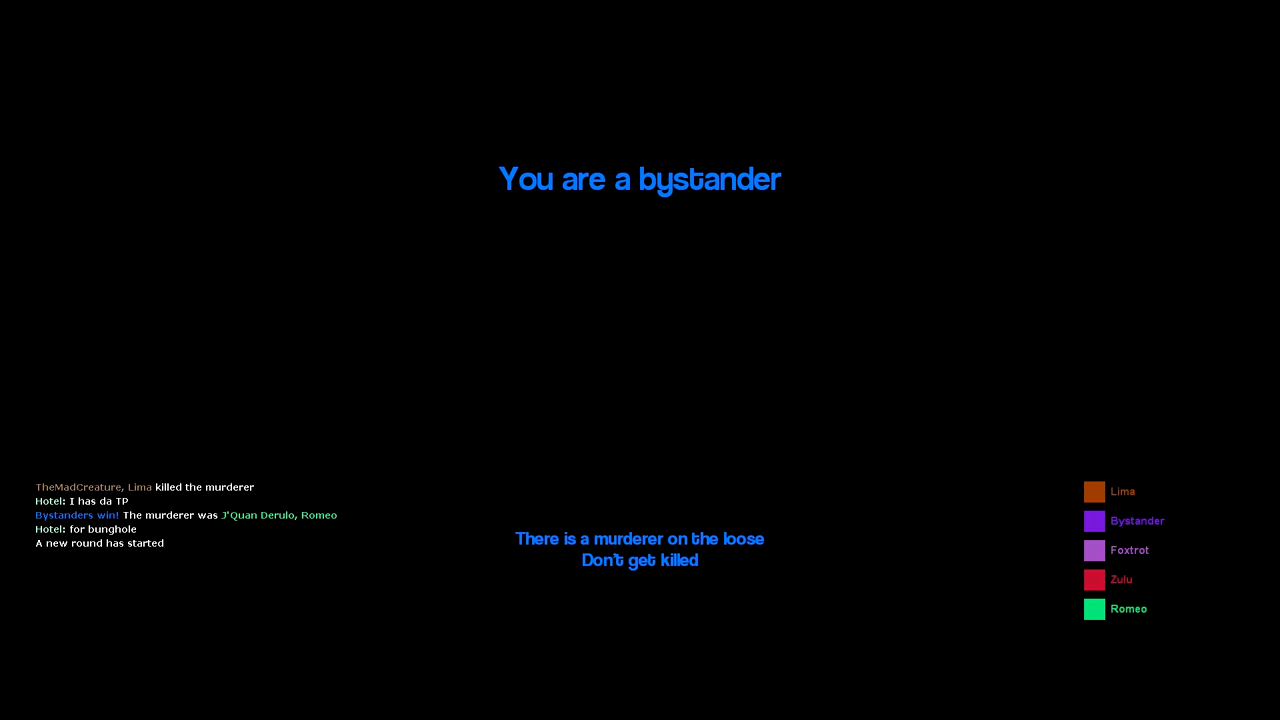 You are a bystander
TheMadCreature, Lima killed the murderer
Hotel: I has da TP
Bystanders win! The murderer was J'Quan Derulo, Romeo
Hotel: for bunghole
A new round has started
There is a murderer on the loose
Don't get killed
Lima
Bystander
Foxtrot
Zulu
Romeo